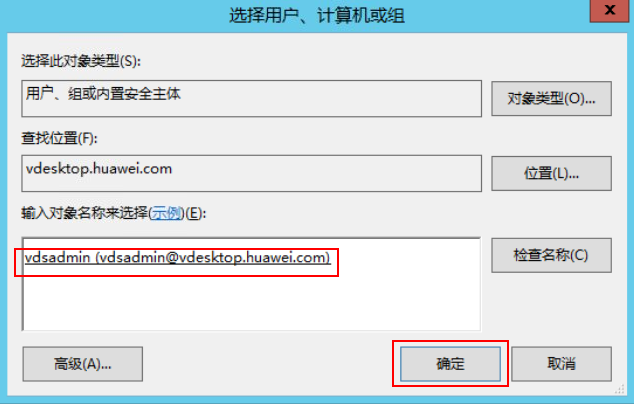 选择用户、计算机或组
x
选择此对象类型(S):
用户、组或内置安全主体
对象类型(O)...
查找位置(F):
vdesktop.huawei.com
位置(L)...
输入对象名称来选择(示例)(E):
vdsadmin (vdsadmin@vdesktop.huawei.com)
检查名称(C)
高级(A)...
确定
取消